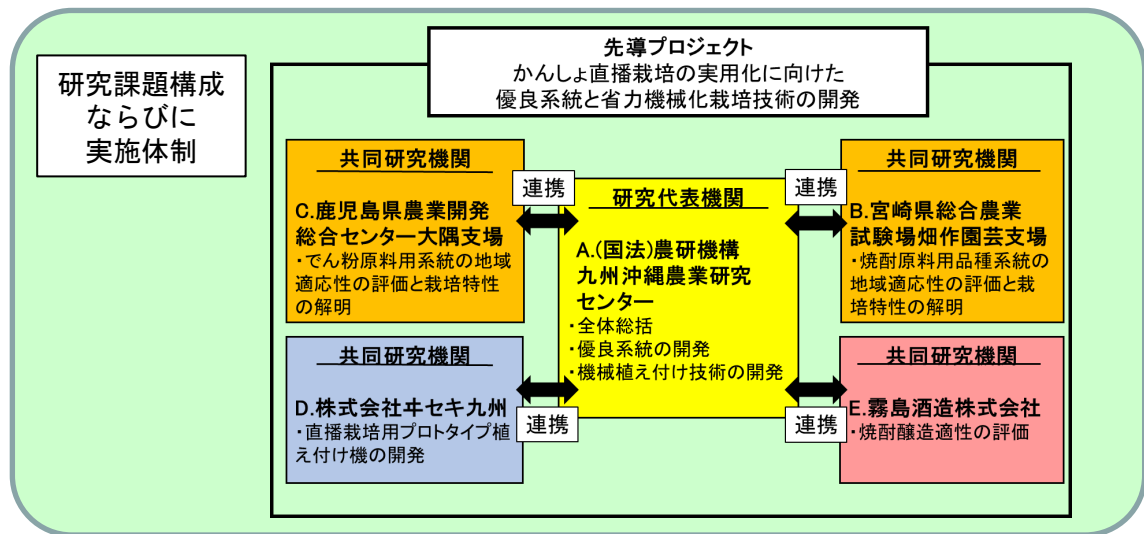 研究課題構成
ならびに
実施体制
先導プロジェクト
かんしょ直播栽培の実用化に向けた
優良系統と省力機械化栽培技術の開発
共同研究機関
C.鹿児島県農業開発
総合センター大隅支場
・でん粉原料用系統の地域
適応性の評価と栽培特性
の解明
連携
研究代表機関
A.(国法)農研機構
九州沖縄農業研究
センター
・全体総括
・優良系統の開発
・機械植え付け技術の開発
連携
共同研究機関
B.宮崎県総合農業
試験場畑作園芸支場
・焼酎原料用品種系統の
地域適応性の評価と栽
培特性の解明
共同研究機関
D.株式会社ヰセキ九州
・直播栽培用プロトタイプ植
え付け機の開発
連携
連携
共同研究機関
E.霧島酒造株式会社
・焼酎醸造適性の評価